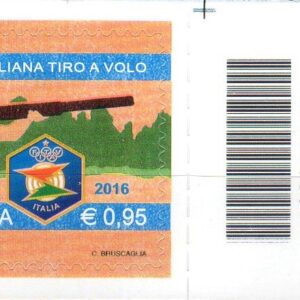 LIANA TIRO A VOLO
ITALIA
2016
A € 0,95
C. BRUSCAGLIA